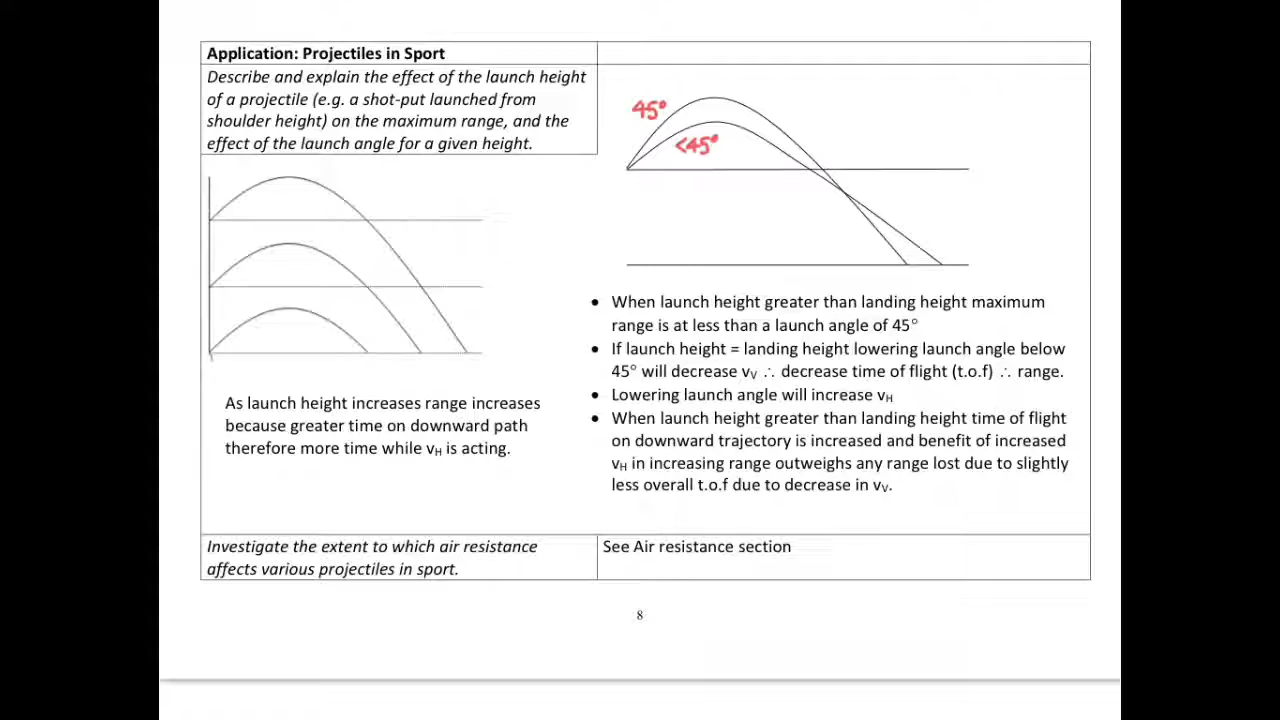 Application: Projectiles in Sport
Describe and explain the effect of the launch height
of a projectile (e.g. a shot-put launched from
shoulder height) on the maximum range, and the
effect of the launch angle for a given height.
As launch height increases range increases
because greater time on downward path
therefore more time while vH is acting.
45°
<45°
• When launch height greater than landing height maximum
range is at less than a launch angle of 45°
• If launch height = landing height lowering launch angle below
45° will decrease vV ∴ decrease time of flight (t.o.f) ∴ range.
• Lowering launch angle will increase vH
• When launch height greater than landing height time of flight
on downward trajectory is increased and benefit of increased
vH in increasing range outweighs any range lost due to slightly
less overall t.o.f due to decrease in vV.
Investigate the extent to which air resistance
affects various projectiles in sport.
See Air resistance section
8